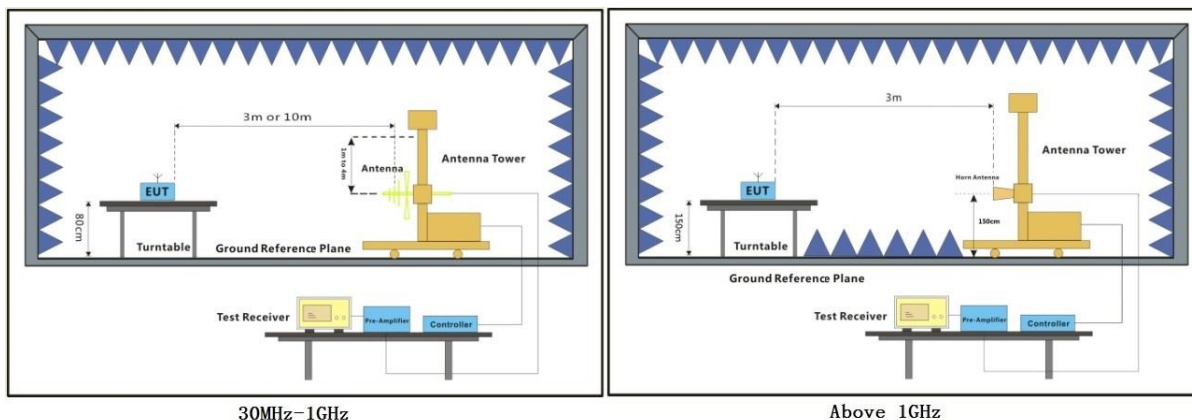 3m or 10m
1m to 4m
Antenna
Antenna Tower
EUT
80cm
Turntable
Ground Reference Plane
Test Receiver
Pre-Amplifier
Controller
30MHz-1GHz
3m
Antenna Tower
Horn Antenna
EUT
150cm
150cm
Turntable
Ground Reference Plane
Test Receiver
Pre-Amplifier
Controller
Above 1GHz